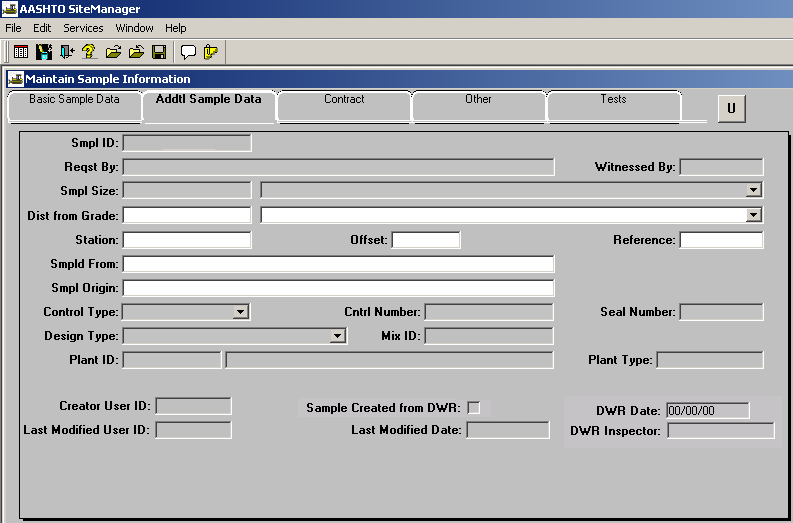 AASHTO SiteManager
File Edit Services Window Help
Maintain Sample Information
Basic Sample Data Addtl Sample Data Contract Other Tests U
Smpl ID:
Reqst By: Witnessed By:
Smpl Size:
Dist from Grade:
Station: Offset: Reference:
Smpld From:
Smpl Origin:
Control Type: Cntrl Number: Seal Number:
Design Type: Mix ID:
Plant ID: Plant Type:
Creator User ID: Sample Created from DWR: DWR Date: 00/00/00
Last Modified User ID: Last Modified Date: DWR Inspector: